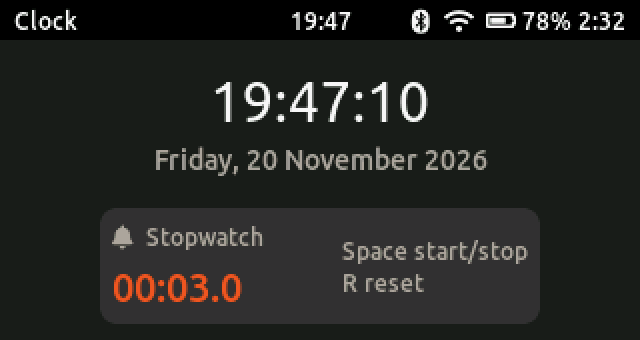 Clock 19:47 78% 2:32
19:47:10
Friday, 20 November 2026
Stopwatch
00:03.0
Space start/stop
R reset